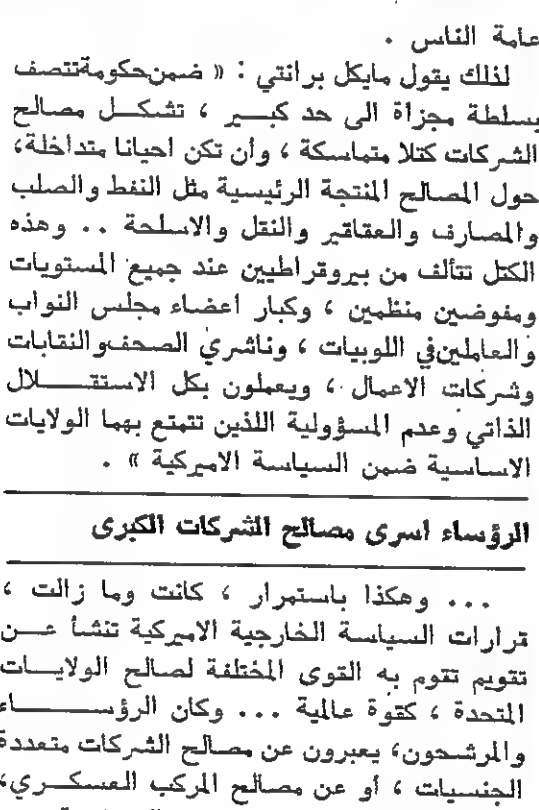 عامة الناس .
لذلك يقول مايكل برانتي : « ضمن حكومة تتصف
بسلطة مجزاة الى حد كبير ، تشكل مصالح
الشركات كتلا متماسكة ، وان تكن احيانا متداخلة،
حول المصالح المنتجة الرئيسية مثل النفط والصلب
والمصارف والعقاقير والنقل والاسلحة .. وهذه
الكتل تتألف من بيروقراطيين عند جميع المستويات
ومفوضين منظمين ، وكبار اعضاء مجلس النواب
والعاملين في اللوبيات ، وناشري الصحف والنقابات
وشركات الاعمال ، ويعملون بكل الاستقلال
الذاتي وعدم المسؤولية اللذين تتمتع بهما الولايات
الاساسية ضمن السياسة الاميركية » .
الرؤساء اسرى مصالح الشركات الكبرى
... وهكذا باستمرار ، كانت وما زالت ،
قرارات السياسة الخارجية الاميركية تنشأ عن
تقويم تقوم به القوى المختلفة لصالح الولايات
المتحدة ، كقوة عالمية ... وكان الرؤساء
والمرشحون، يعبرون عن مصالح الشركات متعددة
الجنسيات ، أو عن مصالح المركب العسكري،